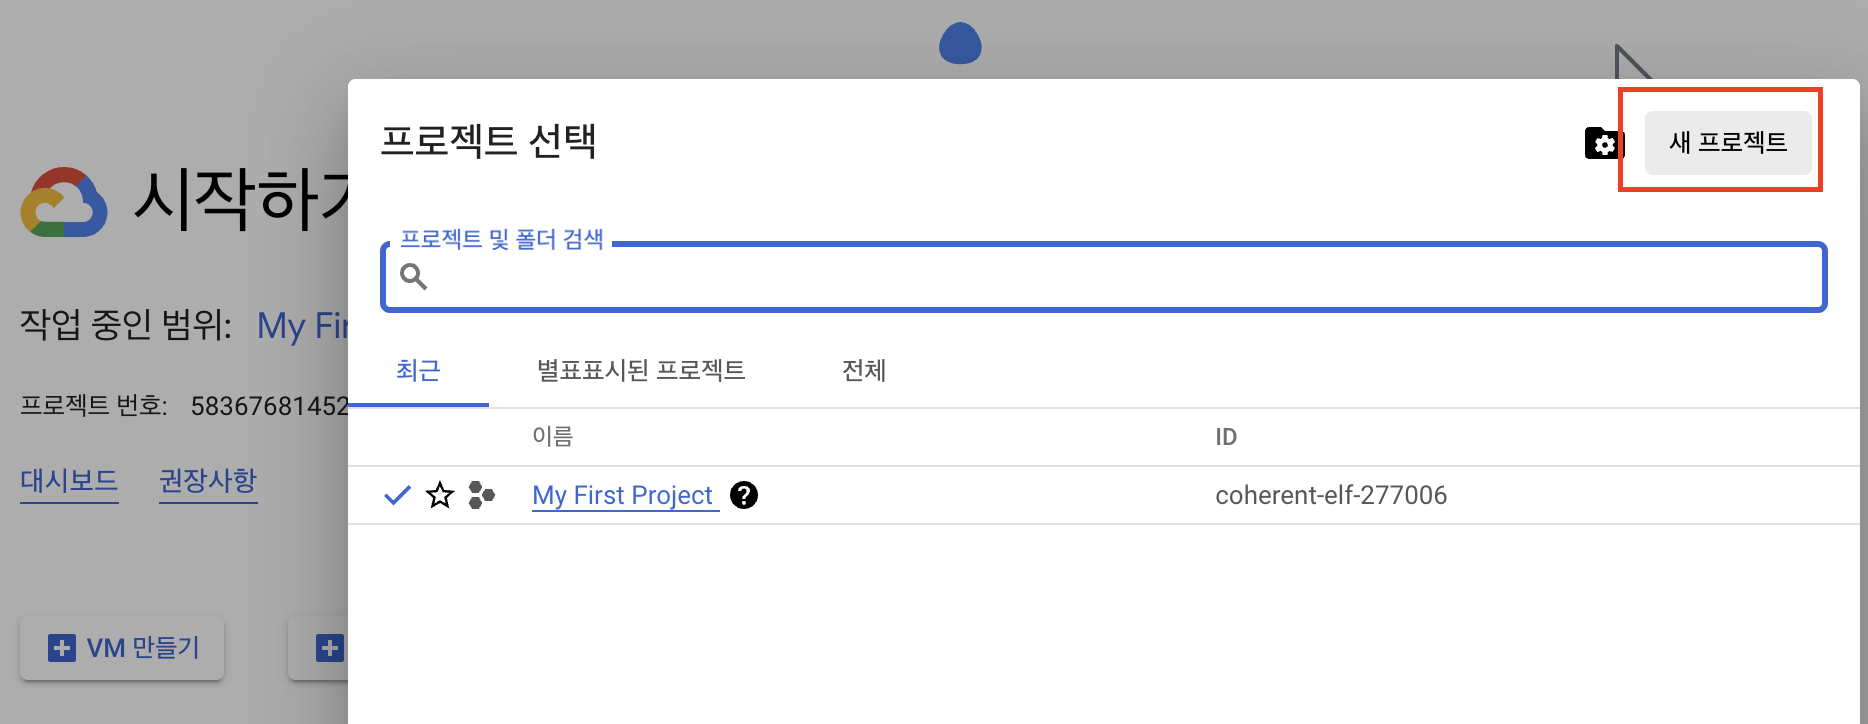 프로젝트 선택
새 프로젝트
시작하
프로젝트 및 폴더 검색
작업 중인 범위: My Fir
최근 별표표시된 프로젝트 전체
프로젝트 번호: 58367681452
이름 ID
대시보드 권장사항
My First Project ? coherent-elf-277006
VM 만들기